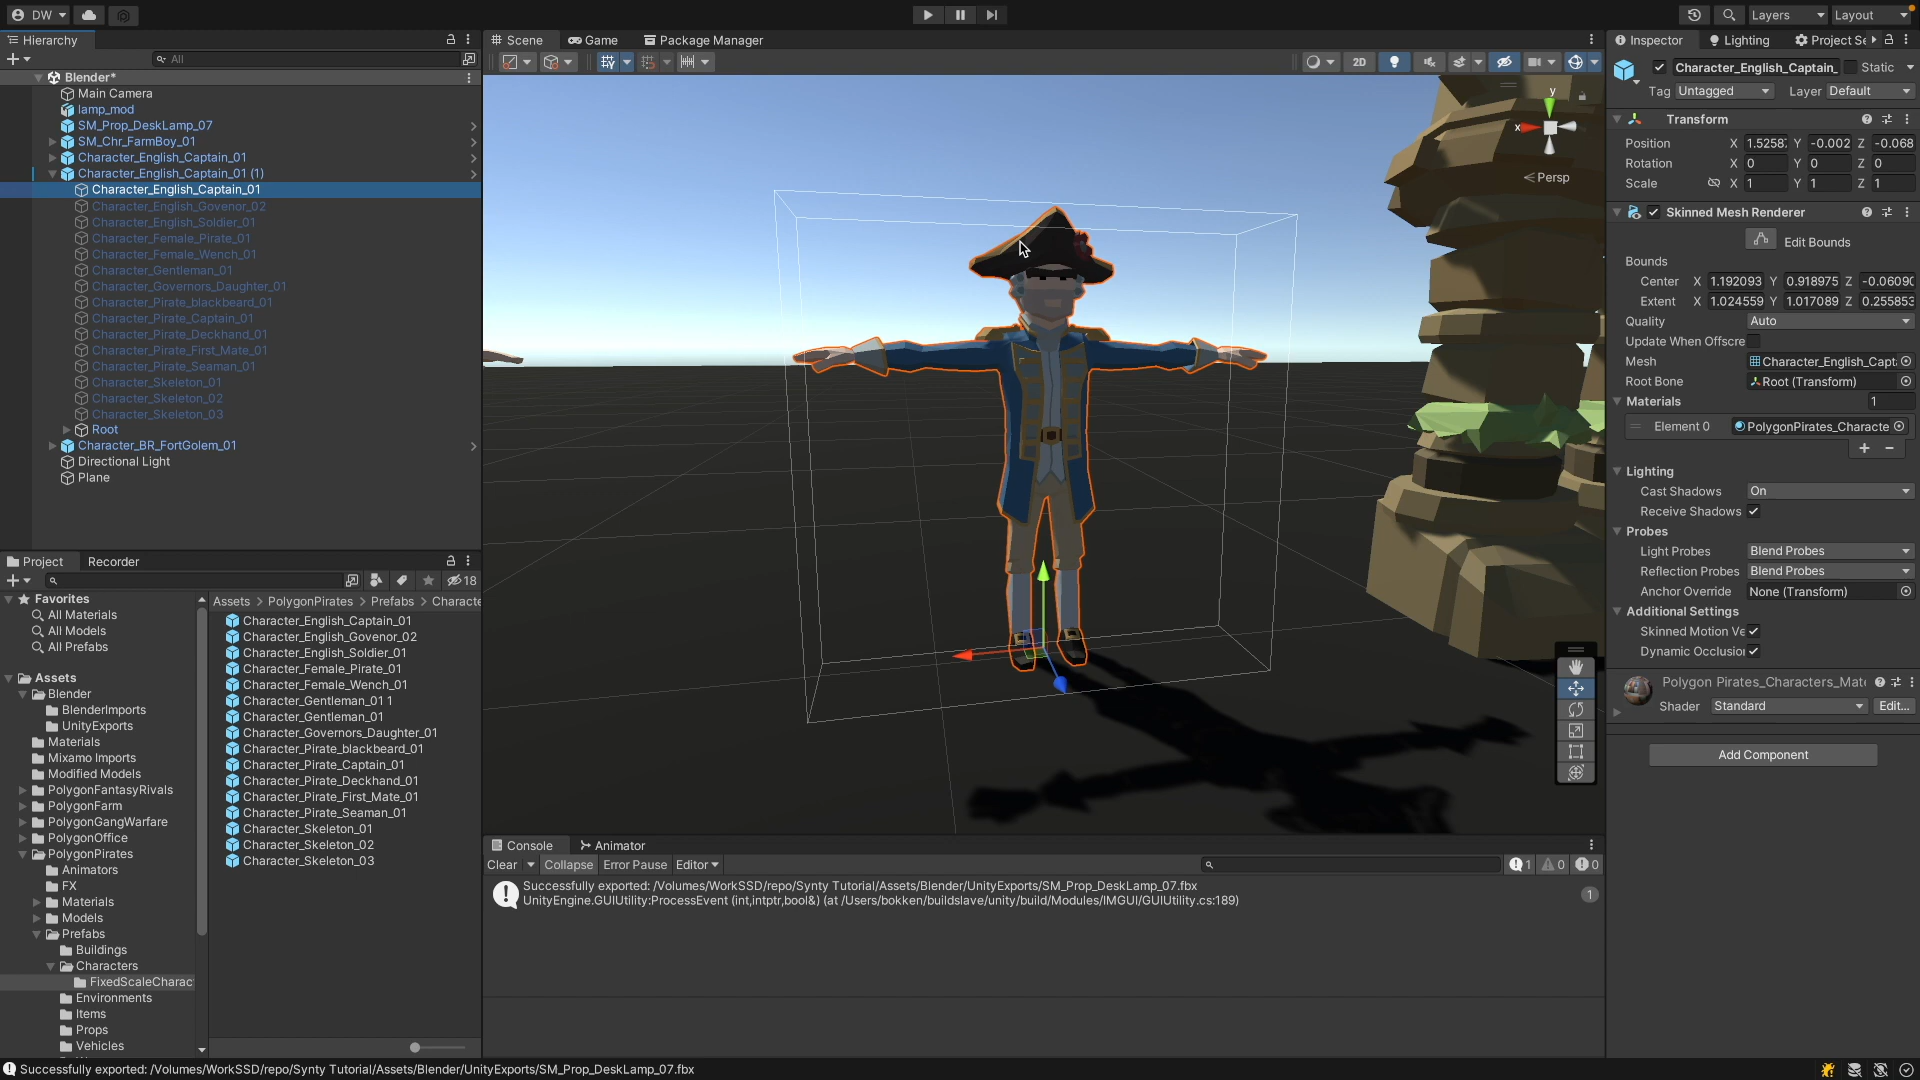 DW
Layers
Layout
Hierarchy
All
Blender*
Main Camera
lamp_mod
SM_Prop_DeskLamp_07
SM_Chr_FarmBoy_01
Character_English_Captain_01
Character_English_Captain_01 (1)
Character_English_Captain_01
Character_English_Govenor_02
Character_English_Soldier_01
Character_Female_Pirate_01
Character_Female_Wench_01
Character_Gentleman_01
Character_Governors_Daughter_01
Character_Pirate_blackbeard_01
Character_Pirate_Captain_01
Character_Pirate_Deckhand_01
Character_Pirate_First_Mate_01
Character_Pirate_Seaman_01
Character_Skeleton_01
Character_Skeleton_02
Character_Skeleton_03
Root
Character_BR_FortGolem_01
Directional Light
Plane
Scene
Game
Package Manager
2D
y
x
Persp
Project
Recorder
18
Favorites
All Materials
All Models
All Prefabs
Assets
Blender
BlenderImports
UnityExports
Materials
Mixamo Imports
Modified Models
PolygonFantasyRivals
PolygonFarm
PolygonGangWarfare
PolygonOffice
PolygonPirates
Animators
FX
Materials
Models
Prefabs
Buildings
Characters
FixedScaleCharac
Environments
Items
Props
Vehicles
Assets > PolygonPirates > Prefabs > Characte
Character_English_Captain_01
Character_English_Govenor_02
Character_English_Soldier_01
Character_Female_Pirate_01
Character_Female_Wench_01
Character_Gentleman_01 1
Character_Gentleman_01
Character_Governors_Daughter_01
Character_Pirate_blackbeard_01
Character_Pirate_Captain_01
Character_Pirate_Deckhand_01
Character_Pirate_First_Mate_01
Character_Pirate_Seaman_01
Character_Skeleton_01
Character_Skeleton_02
Character_Skeleton_03
Console
Animator
Clear
Collapse
Error Pause
Editor
1
0
0
Successfully exported: /Volumes/WorkSSD/repo/Synty Tutorial/Assets/Blender/UnityExports/SM_Prop_DeskLamp_07.fbx
UnityEngine.GUIUtility:ProcessEvent (int,intptr,bool&) (at /Users/bokken/buildslave/unity/build/Modules/IMGUI/GUIUtility.cs:189)
1
Inspector
Lighting
Project Se
Character_English_Captain_
Static
Tag Untagged
Layer Default
Transform
Position X 1.5258 Y -0.002 Z -0.068
Rotation X 0 Y 0 Z 0
Scale X 1 Y 1 Z 1
Skinned Mesh Renderer
Edit Bounds
Bounds
Center X 1.192093 Y 0.918975 Z -0.0609
Extent X 1.024559 Y 1.017089 Z 0.255853
Quality Auto
Update When Offscre
Mesh Character_English_Capt
Root Bone Root (Transform)
Materials 1
Element 0 PolygonPirates_Characte
Lighting
Cast Shadows On
Receive Shadows
Probes
Light Probes Blend Probes
Reflection Probes Blend Probes
Anchor Override None (Transform)
Additional Settings
Skinned Motion Ve
Dynamic Occlusio
Polygon Pirates_Characters_Mat
Shader Standard Edit...
Add Component
Successfully exported: /Volumes/WorkSSD/repo/Synty Tutorial/Assets/Blender/UnityExports/SM_Prop_DeskLamp_07.fbx